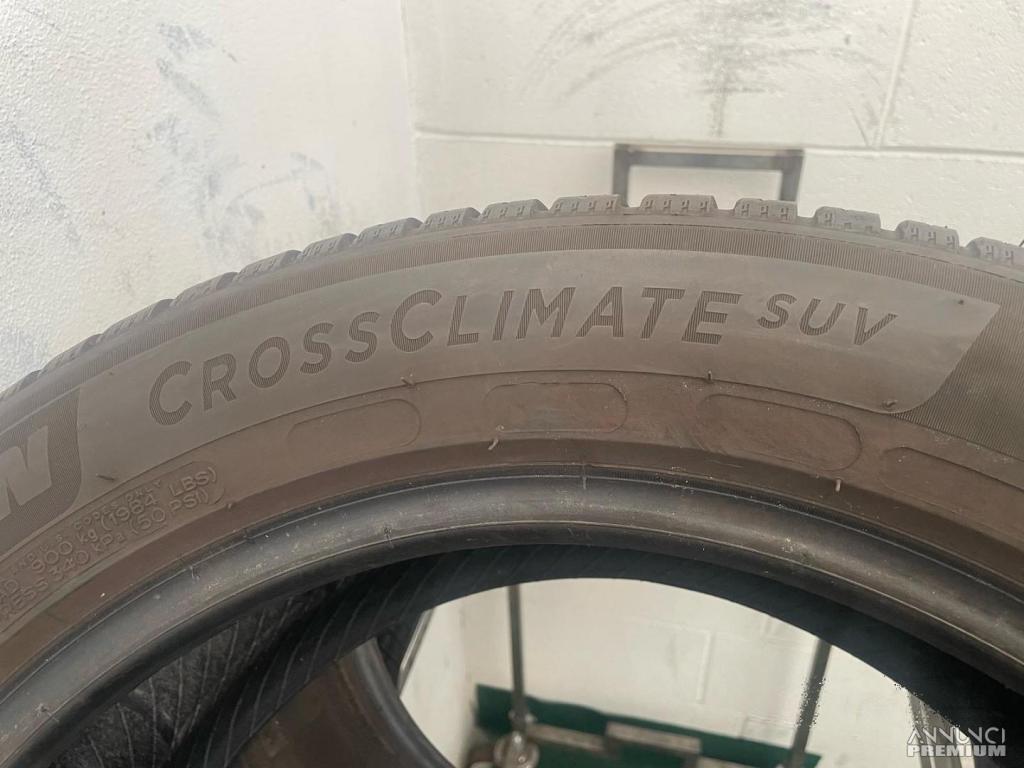 CROSSCLIMATE SUV
N
900 kg (1984 LBS)
340 kPa (50 PSI)
ANNUNCI
PREMIUM